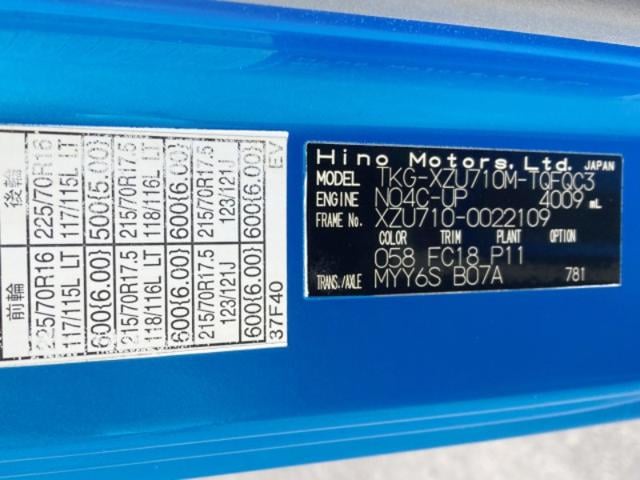 後輪
225/70R16
117/115L LT
500{5.00}
215/70R17.5
118/116L LT
600{6.00}
215/70R17.5
123/121J
600{6.00}
EV
前輪
225/70R16
117/115L LT
600{6.00}
215/70R17.5
118/116L LT
600{6.00}
215/70R17.5
123/121J
600{6.00}
37F40
Hino Motors, Ltd. JAPAN
MODEL TKG-XZU710M-TQFQC3
ENGINE N04C-UP 4009 mL
FRAME No. XZU710-0022109
COLOR TRIM PLANT OPTION
058 FC18 P11
TRANS./AXLE MYY6S B07A 781